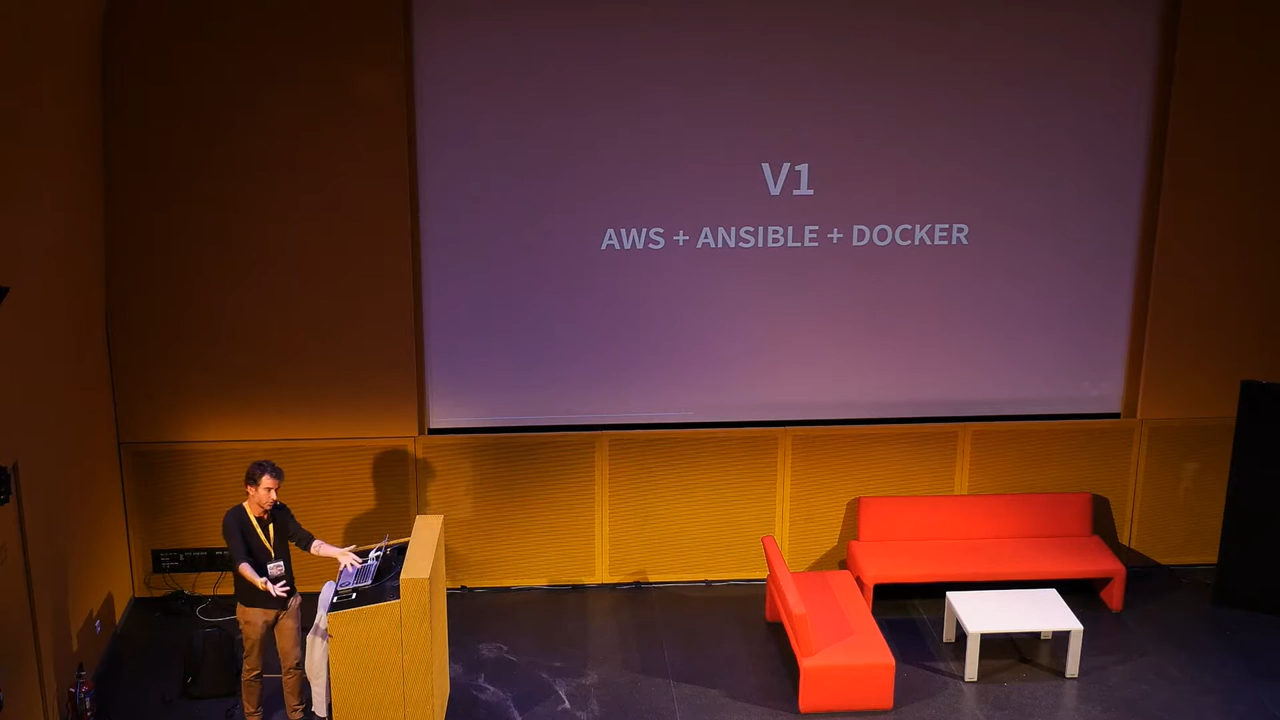 V1
AWS + ANSIBLE + DOCKER